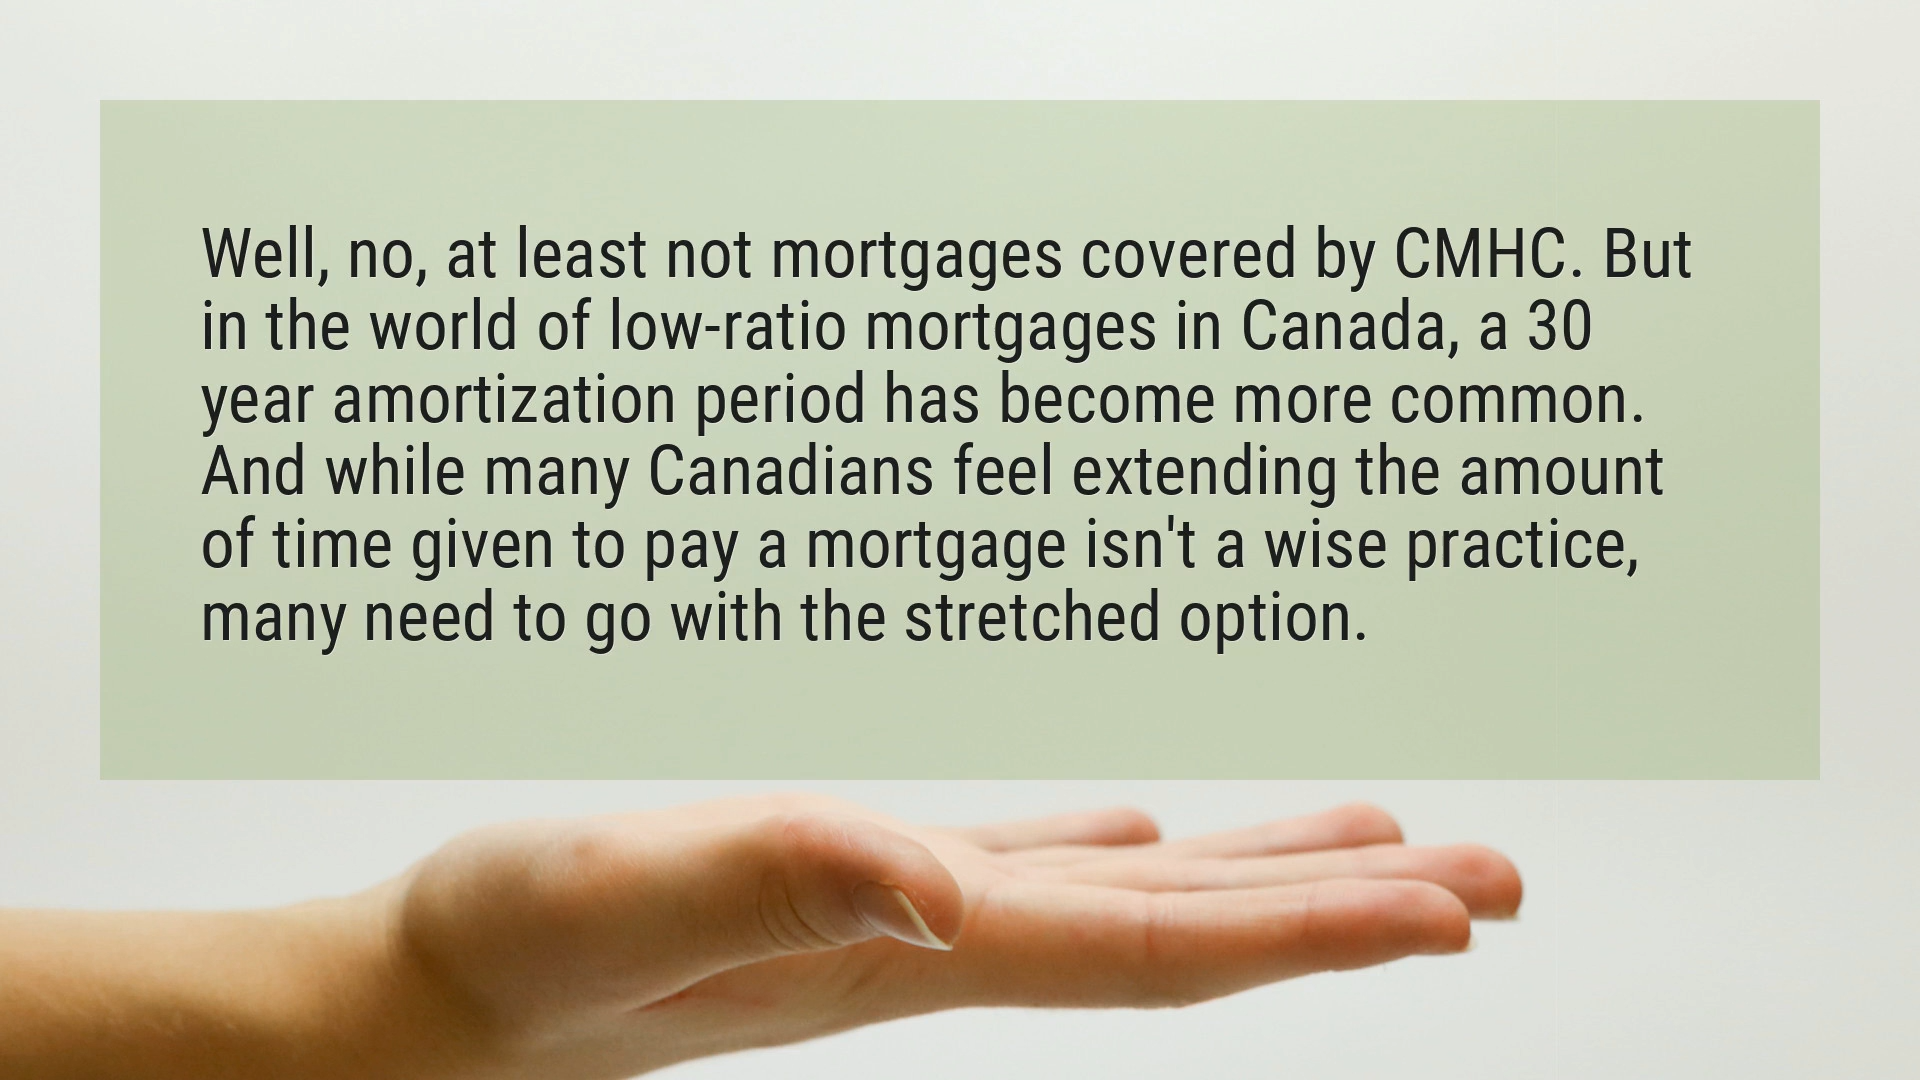 Well, no, at least not mortgages covered by CMHC. But
in the world of low-ratio mortgages in Canada, a 30
year amortization period has become more common.
And while many Canadians feel extending the amount
of time given to pay a mortgage isn't a wise practice,
many need to go with the stretched option.